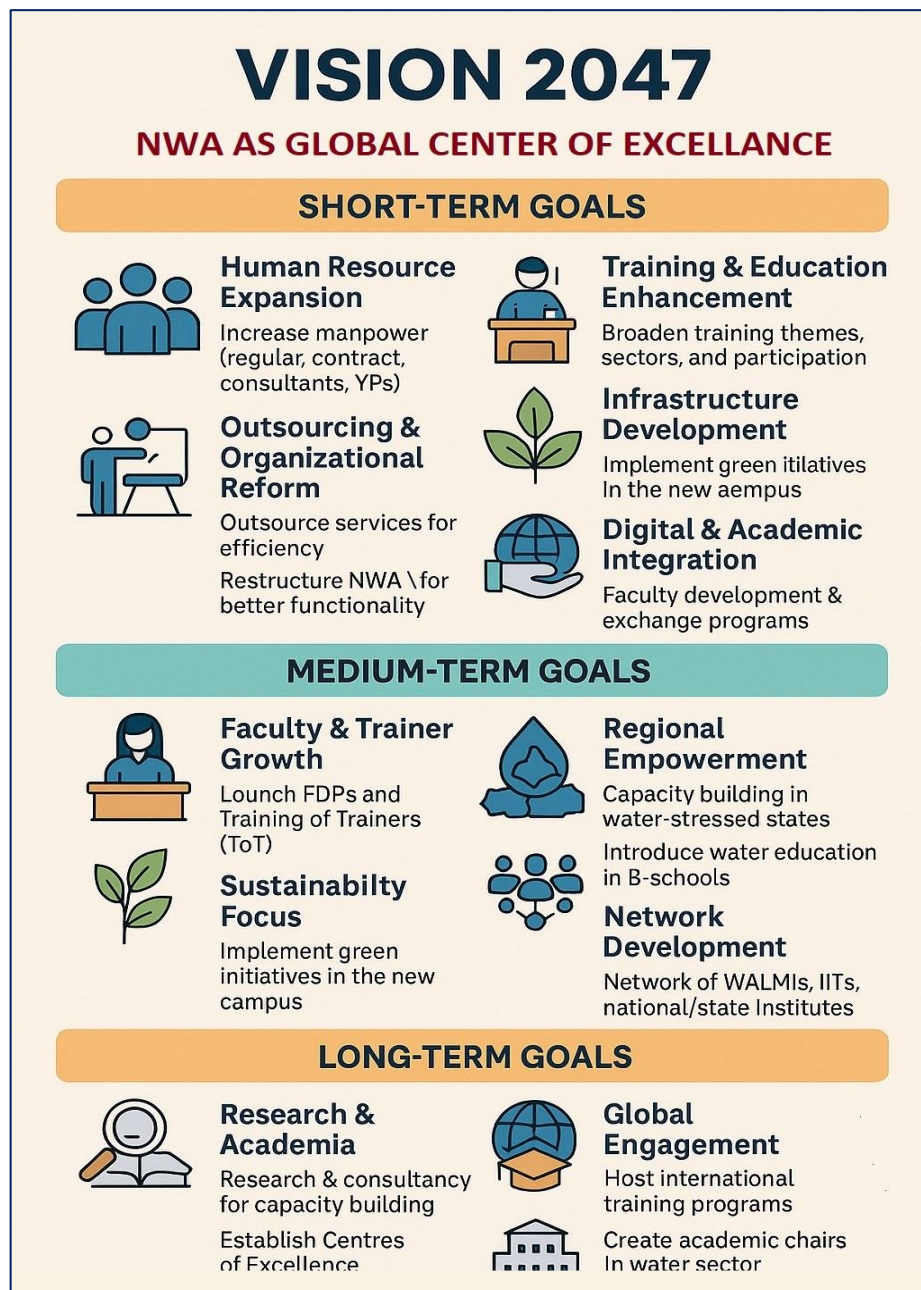 VISION 2047
NWA AS GLOBAL CENTER OF EXCELLANCE
SHORT-TERM GOALS
Human Resource
Expansion
Increase manpower
(regular, contract,
consultants, YPs)
Outsourcing &
Organizational
Reform
Outsource services for
efficiency
Restructure NWA \ for
better functionality
Training & Education
Enhancement
Broaden training themes,
sectors, and participation
Infrastructure
Development
Implement green itilatives
In the new aempus
Digital & Academic
Integration
Faculty development &
exchange programs
MEDIUM-TERM GOALS
Faculty & Trainer
Growth
Lounch FDPs and
Training of Trainers
(ToT)
Sustainabilty
Focus
Implement green
initiatives in the new
campus
Regional
Empowerment
Capacity building in
water-stressed states
Introduce water education
in B-schools
Network
Development
Network of WALMIs, IITs,
national/state Institutes
LONG-TERM GOALS
Research &
Academia
Research & consultancy
for capacity building
Establish Centres
of Excellence
Global
Engagement
Host international
training programs
Create academic chairs
In water sector